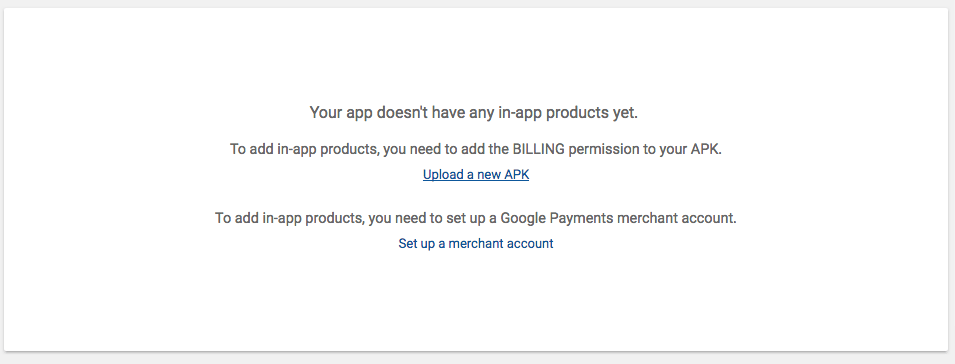 Your app doesn't have any in-app products yet.
To add in-app products, you need to add the BILLING permission to your APK.
Upload a new APK
To add in-app products, you need to set up a Google Payments merchant account.
Set up a merchant account